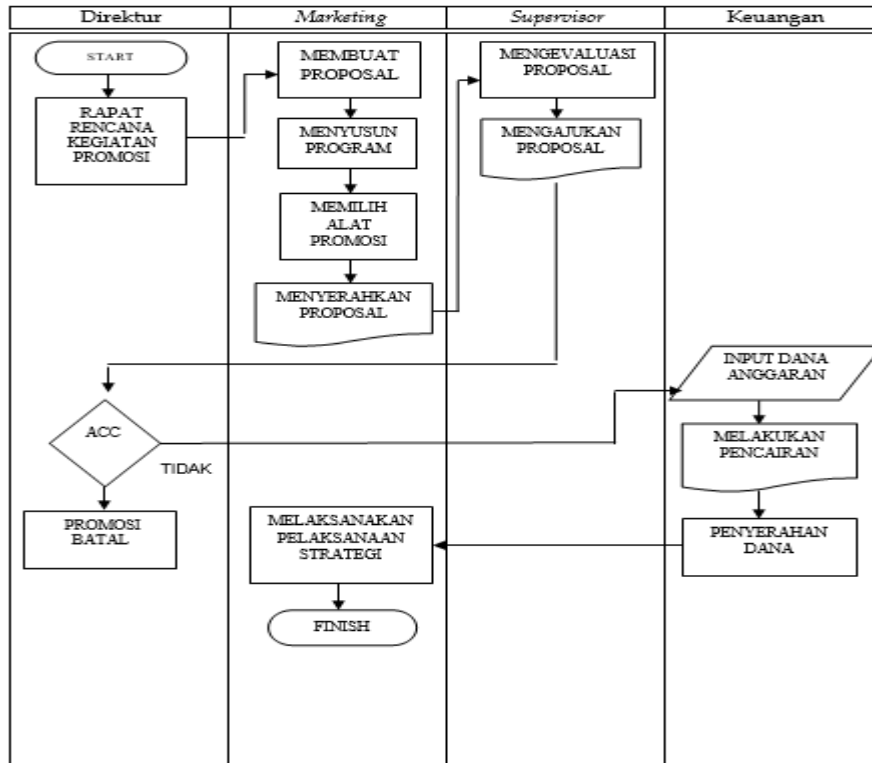 Direktur
Marketing
Supervisor
Keuangan
START
RAPAT
RENCANA
KEGIATAN
PROMOSI
MEMBUAT
PROPOSAL
MENYUSUN
PROGRAM
MEMILIH
ALAT
PROMOSI
MENYERAHKAN
PROPOSAL
MENGEVALUASI
PROPOSAL
MENGAJUKAN
PROPOSAL
ACC
TIDAK
PROMOSI
BATAL
INPUT DANA
ANGGARAN
MELAKUKAN
PENCAIRAN
PENYERAHAN
DANA
MELAKSANAKAN
PELAKSANAAN
STRATEGI
FINISH